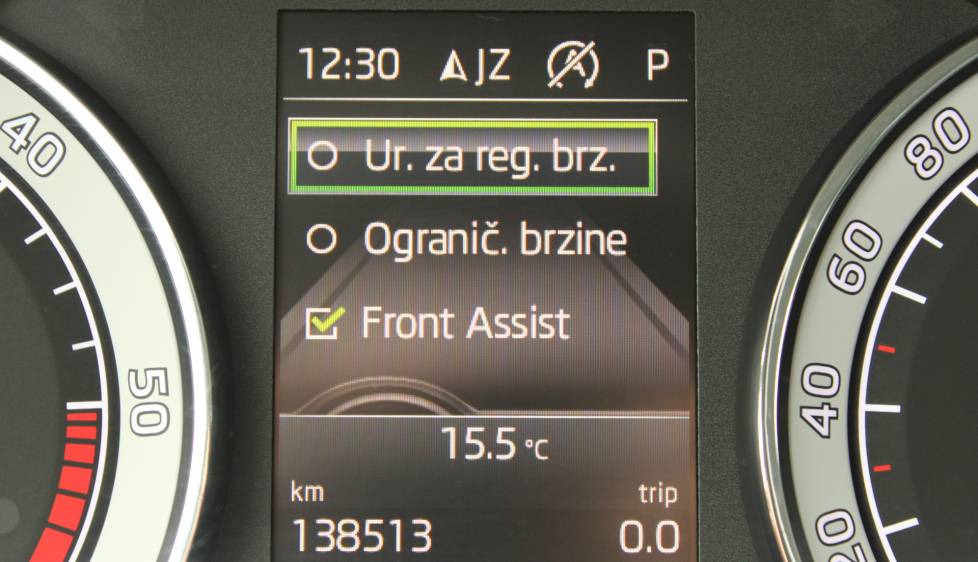 12:30 JZ A P
Ur. za reg. brz.
Ogranič. brzine
Front Assist
15.5 °C
km trip
138513 0.0
40
50
80
60
40
20